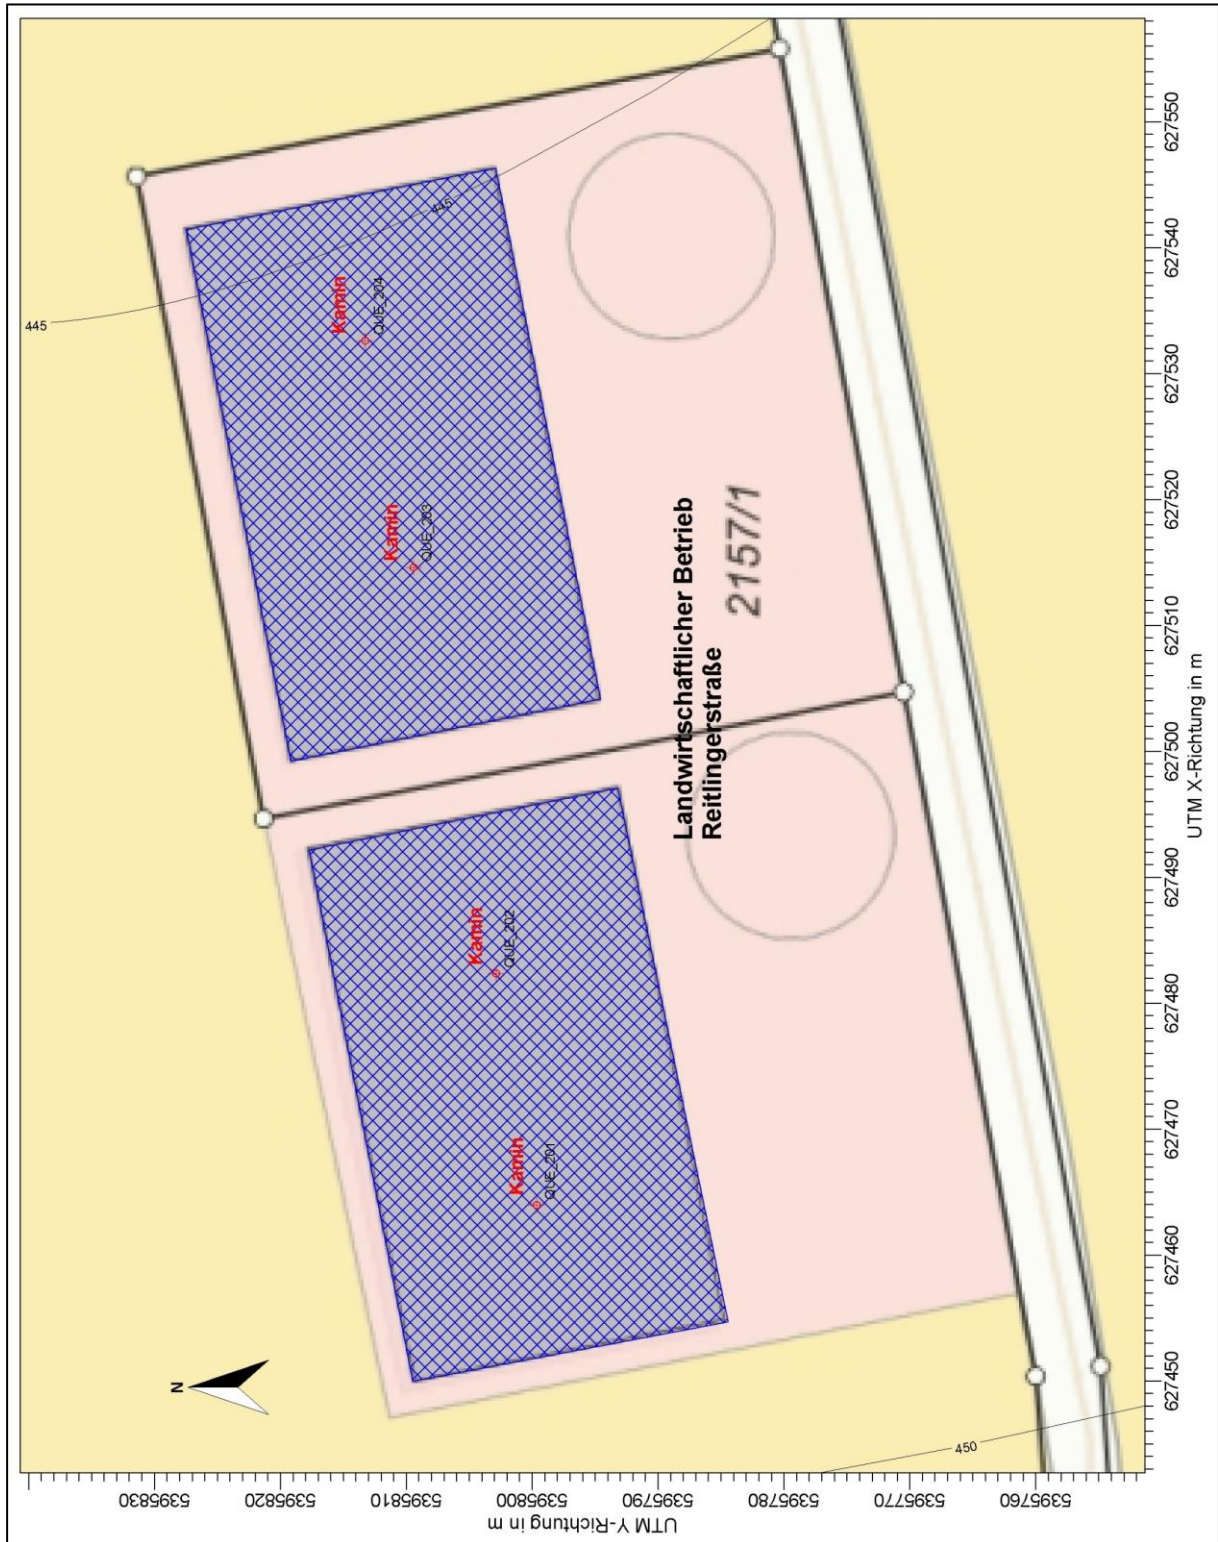 445
445
Kamin
QUE_204
Kamin
QUE_203
Kamin
QUE_202
Kamin
QUE_201
Landwirtschaftlicher Betrieb
Reitlingerstraße
2157/1
450
N
5395830
5395820
5395810
5395800
5395790
5395780
5395770
5395760
UTM Y-Richtung in m
627450
627460
627470
627480
627490
627500
627510
627520
627530
627540
627550
UTM X-Richtung in m